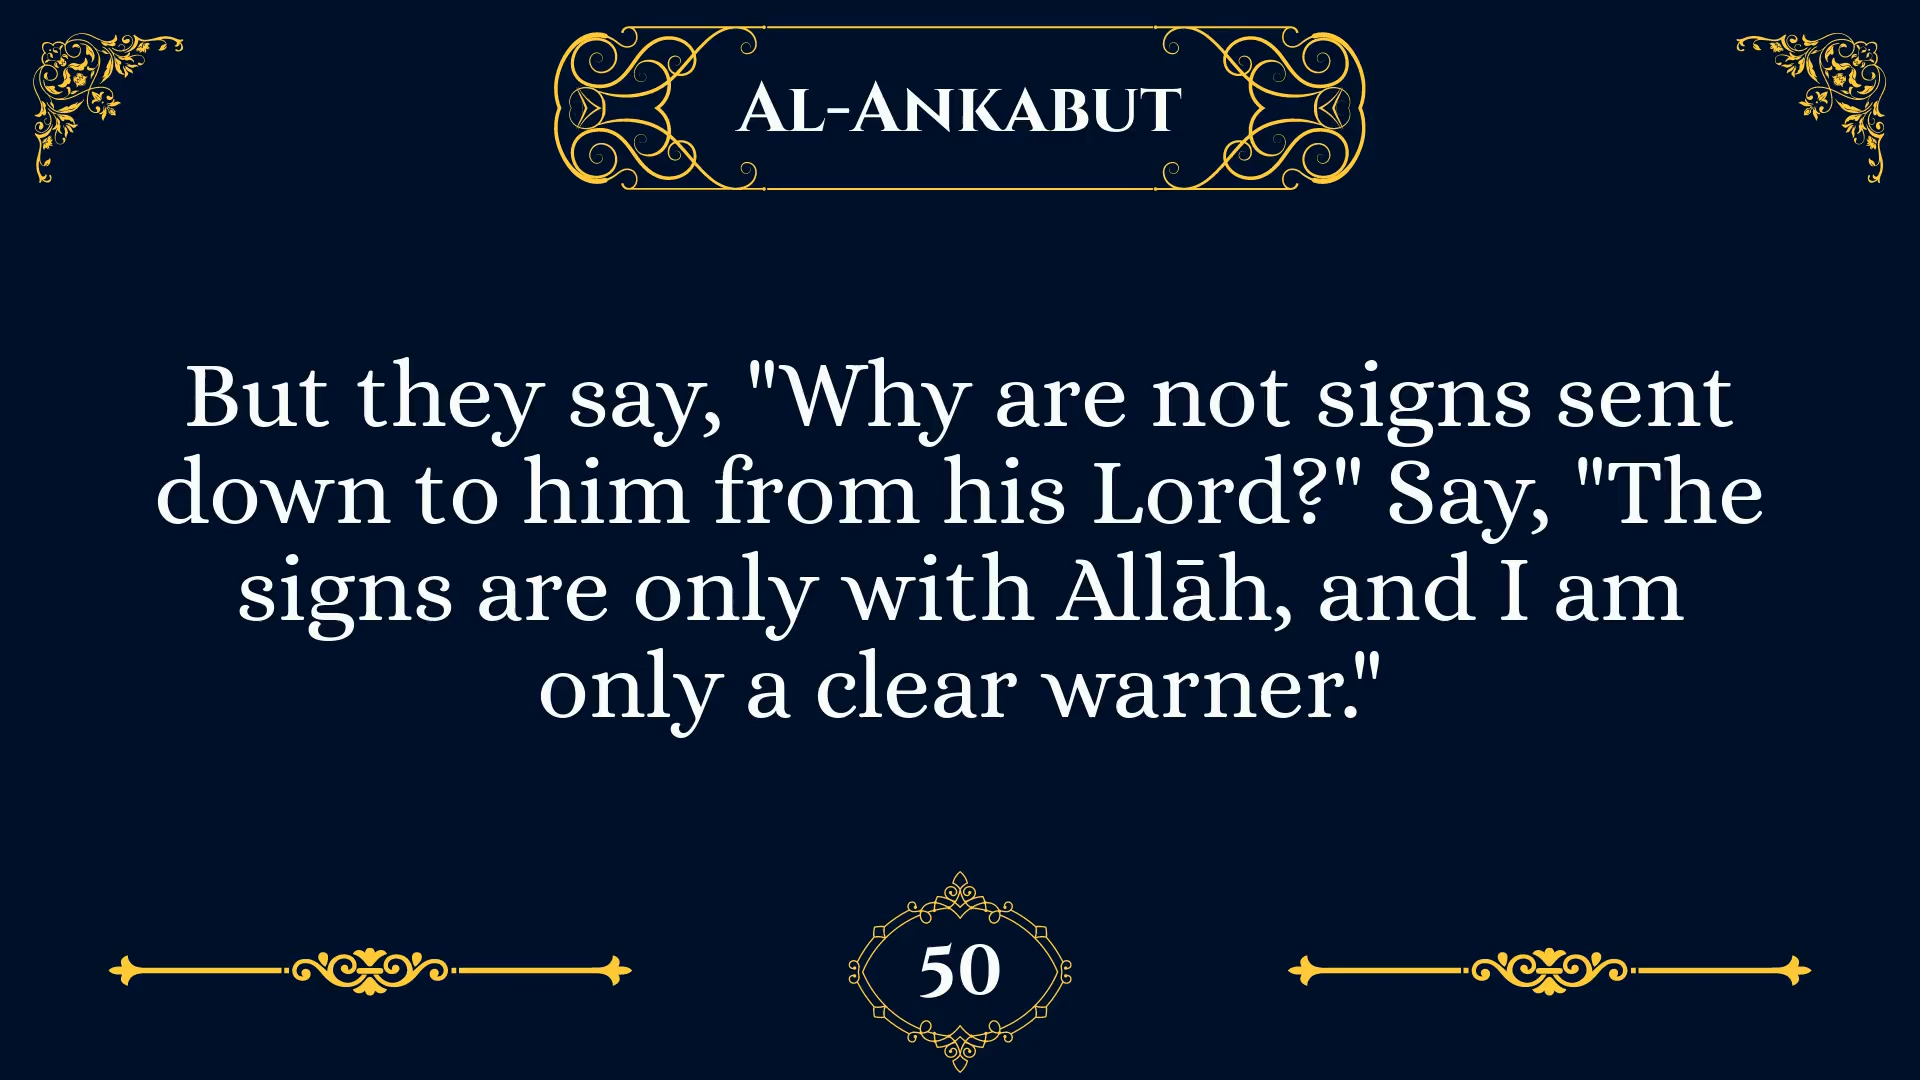 Al-Ankabut
But they say, "Why are not signs sent
down to him from his Lord?" Say, "The
signs are only with Allāh, and I am
only a clear warner."
50